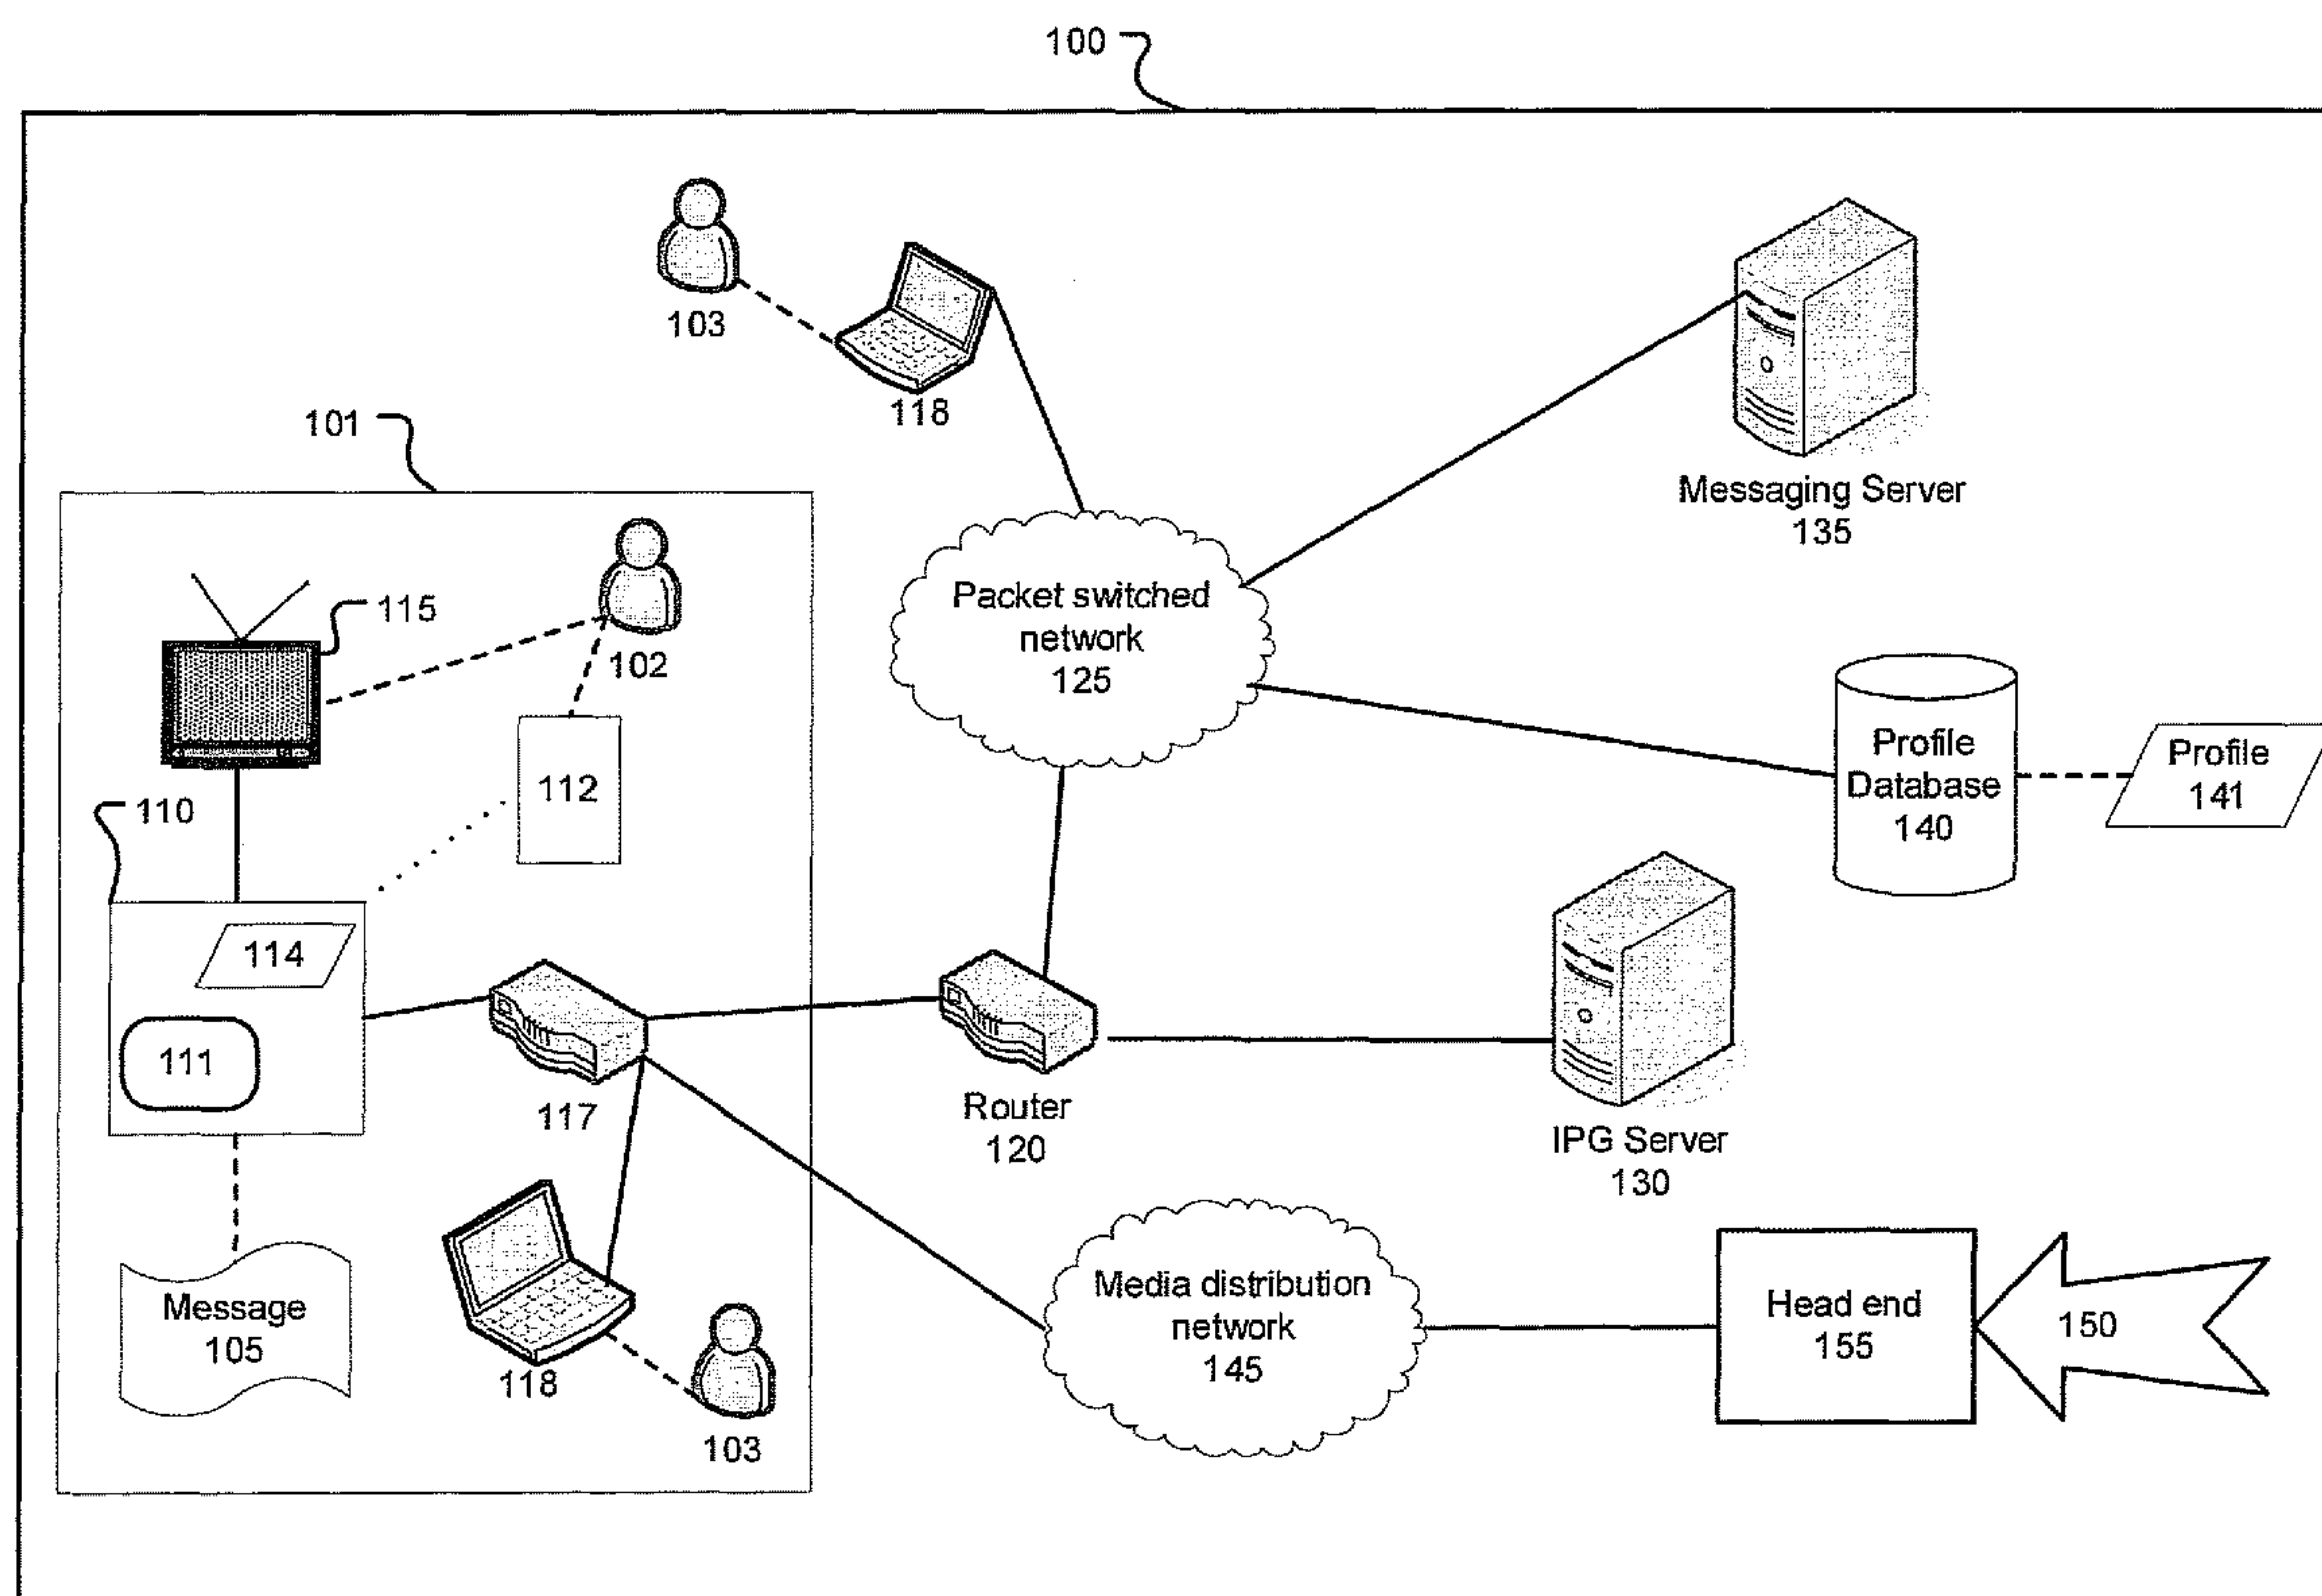 100
103
118
101
Messaging Server
135
115
102
Packet switched
network
125
Profile
Database
140
Profile
141
112
110
114
111
117
Router
120
IPG Server
130
Message
105
118
103
Media distribution
network
145
Head end
155
150